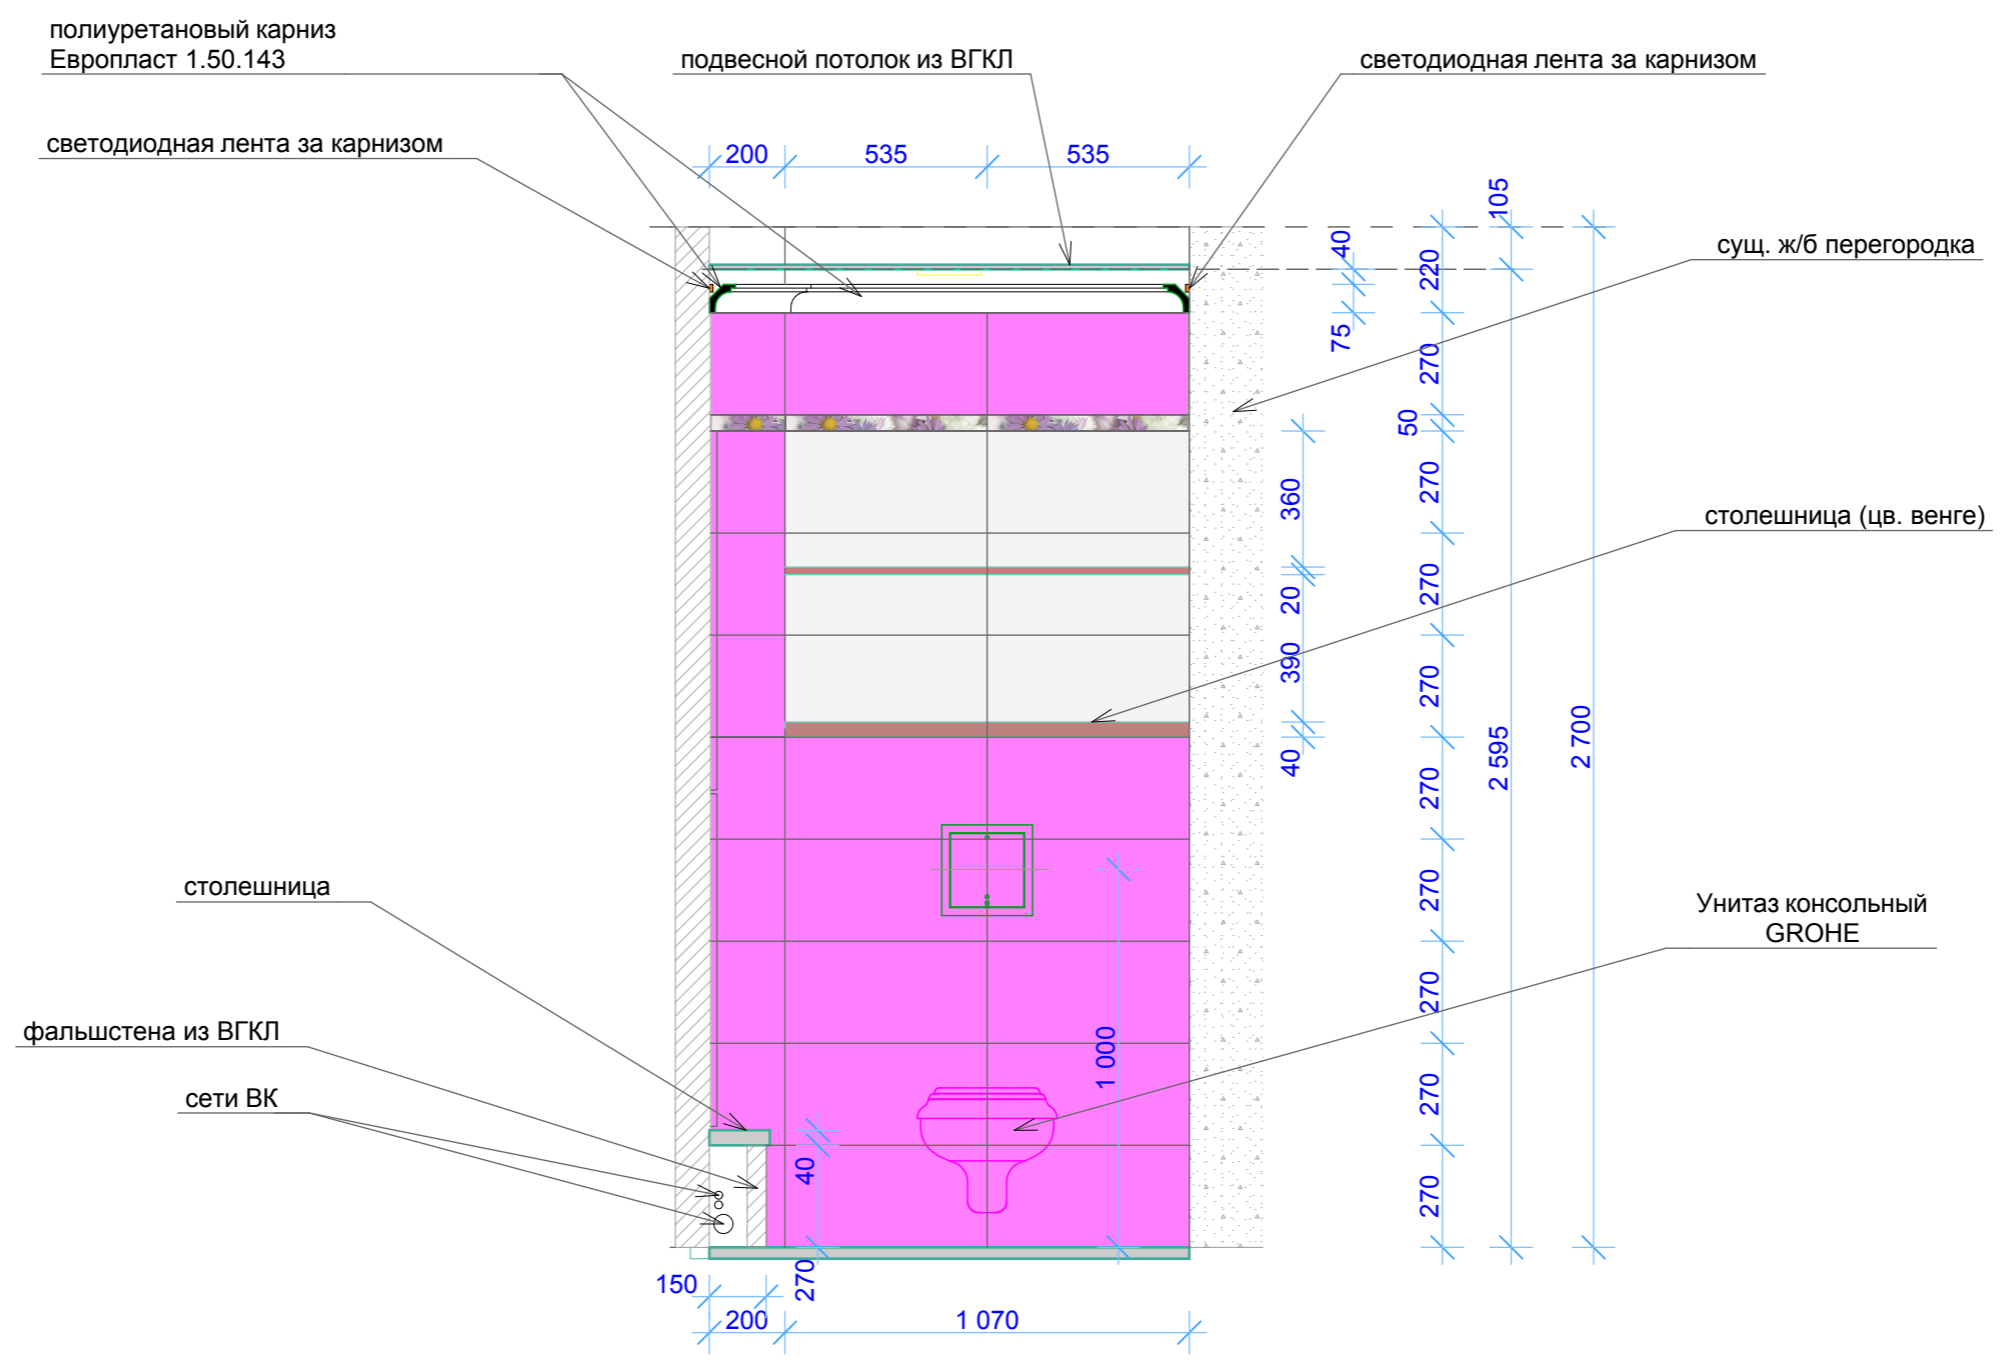 полиуретановый карниз
Европласт 1.50.143
подвесной потолок из ВГКЛ
светодиодная лента за карнизом
светодиодная лента за карнизом
200
535
535
105
40
220
сущ. ж/б перегородка
75
270
50
270
360
столешница (цв. венге)
270
20
390
270
2 595
2 700
40
270
столешница
270
Унитаз консольный
GROHE
270
фальшстена из ВГКЛ
1 000
сети ВК
270
40
270
150
270
200
1 070